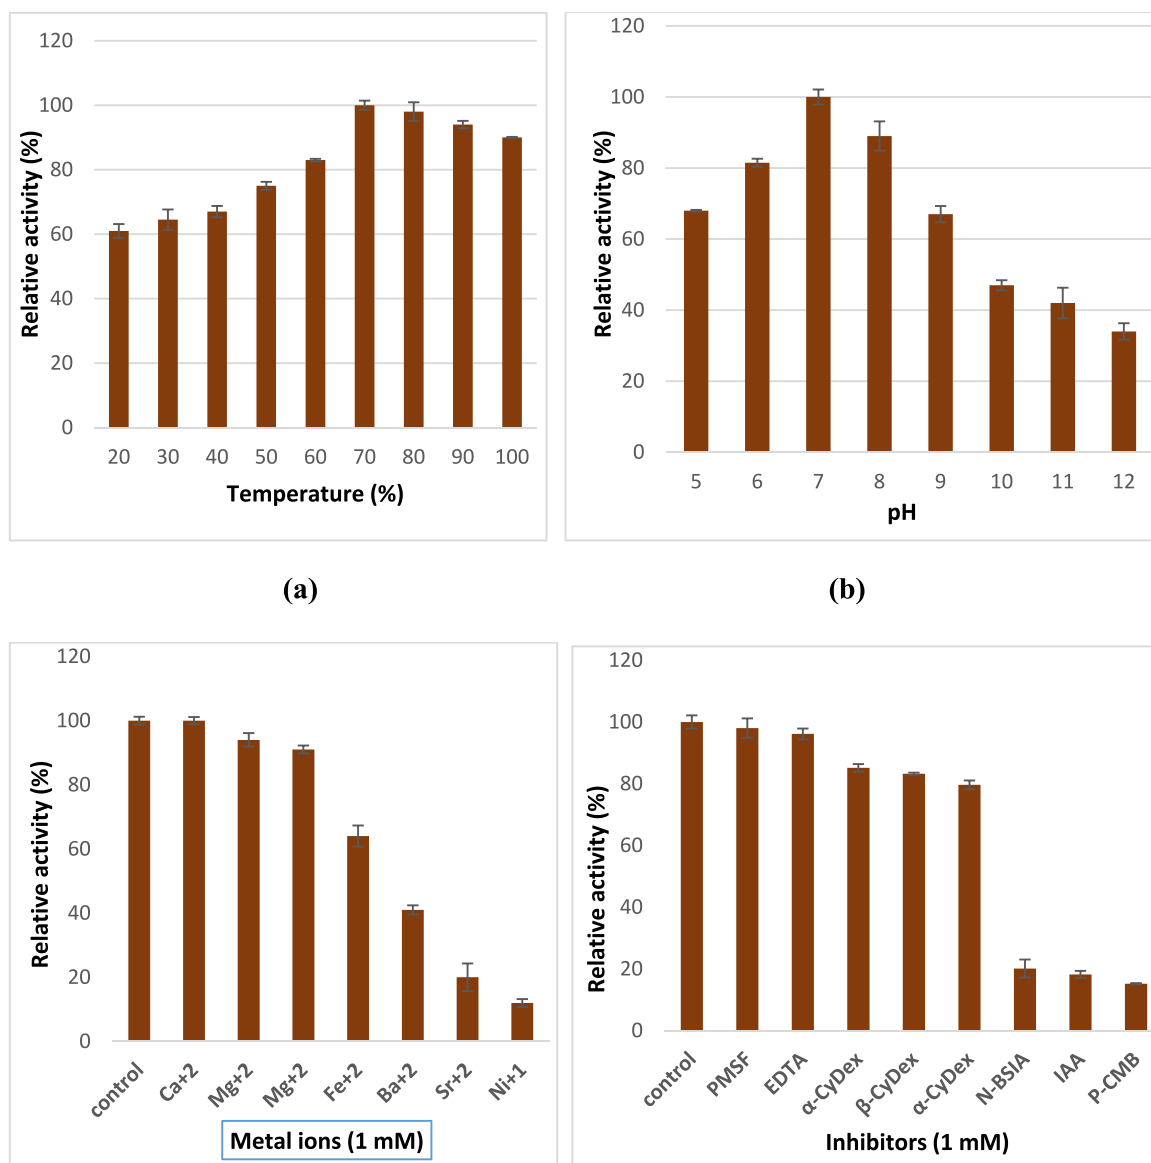 120
100
80
60
40
20
0
Relative activity (%)
20 30 40 50 60 70 80 90 100
Temperature (%)
120
100
80
60
40
20
0
Relative activity (%)
5 6 7 8 9 10 11 12
pH
(a)
(b)
120
100
80
60
40
20
0
Relative activity (%)
control Ca+2 Mg+2 Mg+2 Fe+2 Ba+2 Sr+2 Ni+1
Metal ions (1 mM)
120
100
80
60
40
20
0
Relative activity (%)
control PMSF EDTA α-CyDex β-CyDex α-CyDex N-BSIA IAA P-CMB
Inhibitors (1 mM)